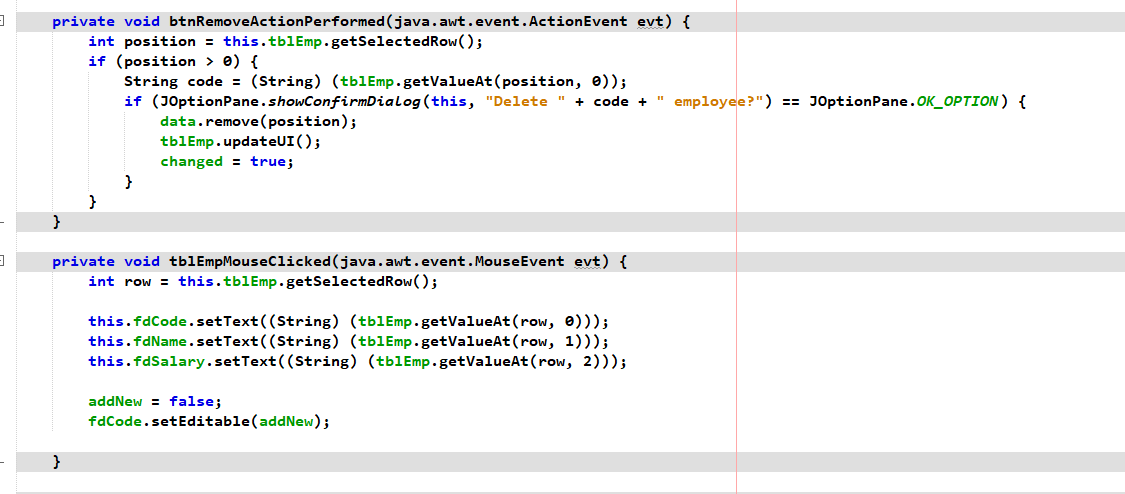 private void btnRemoveActionPerformed(java.awt.event.ActionEvent evt) {
int position = this.tblEmp.getSelectedRow();
if (position > 0) {
String code = (String) (tblEmp.getValueAt(position, 0));
if (JOptionPane.showConfirmDialog(this, "Delete " + code + " employee?") == JOptionPane.OK_OPTION) {
data.remove(position);
tblEmp.updateUI();
changed = true;
}
}
}
private void tblEmpMouseClicked(java.awt.event.MouseEvent evt) {
int row = this.tblEmp.getSelectedRow();
this.fdCode.setText((String) (tblEmp.getValueAt(row, 0)));
this.fdName.setText((String) (tblEmp.getValueAt(row, 1)));
this.fdSalary.setText((String) (tblEmp.getValueAt(row, 2)));
addNew = false;
fdCode.setEditable(addNew);
}